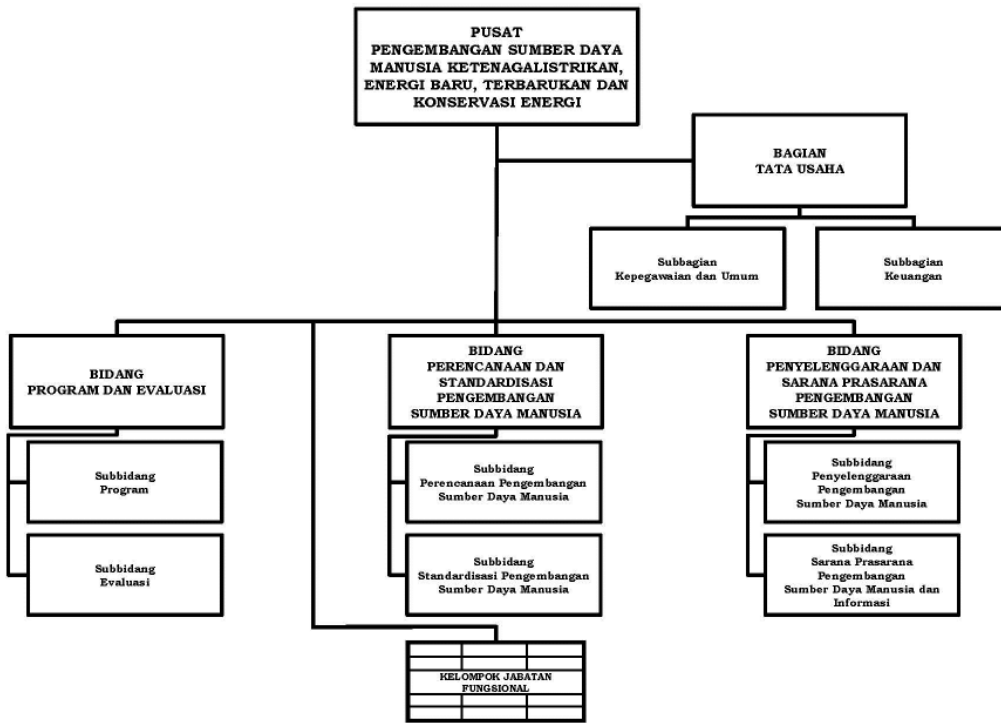 PUSAT
PENGEMBANGAN SUMBER DAYA
MANUSIA KETENAGALISTRIKAN,
ENERGI BARU, TERBARUKAN DAN
KONSERVASI ENERGI
BAGIAN
TATA USAHA
Subbagian
Kepegawaian dan Umum
Subbagian
Keuangan
BIDANG
PROGRAM DAN EVALUASI
BIDANG
PERENCANAAN DAN
STANDARDISASI
PENGEMBANGAN
SUMBER DAYA MANUSIA
BIDANG
PENYELENGGARAAN DAN
SARANA PRASARANA
PENGEMBANGAN
SUMBER DAYA MANUSIA
Subbidang
Program
Subbidang
Perencanaan Pengembangan
Sumber Daya Manusia
Subbidang
Penyelenggaraan
Pengembangan
Sumber Daya Manusia
Subbidang
Evaluasi
Subbidang
Standardisasi Pengembangan
Sumber Daya Manusia
Subbidang
Sarana Prasarana
Pengembangan
Sumber Daya Manusia dan
Informasi
KELOMPOK JABATAN
FUNGSIONAL